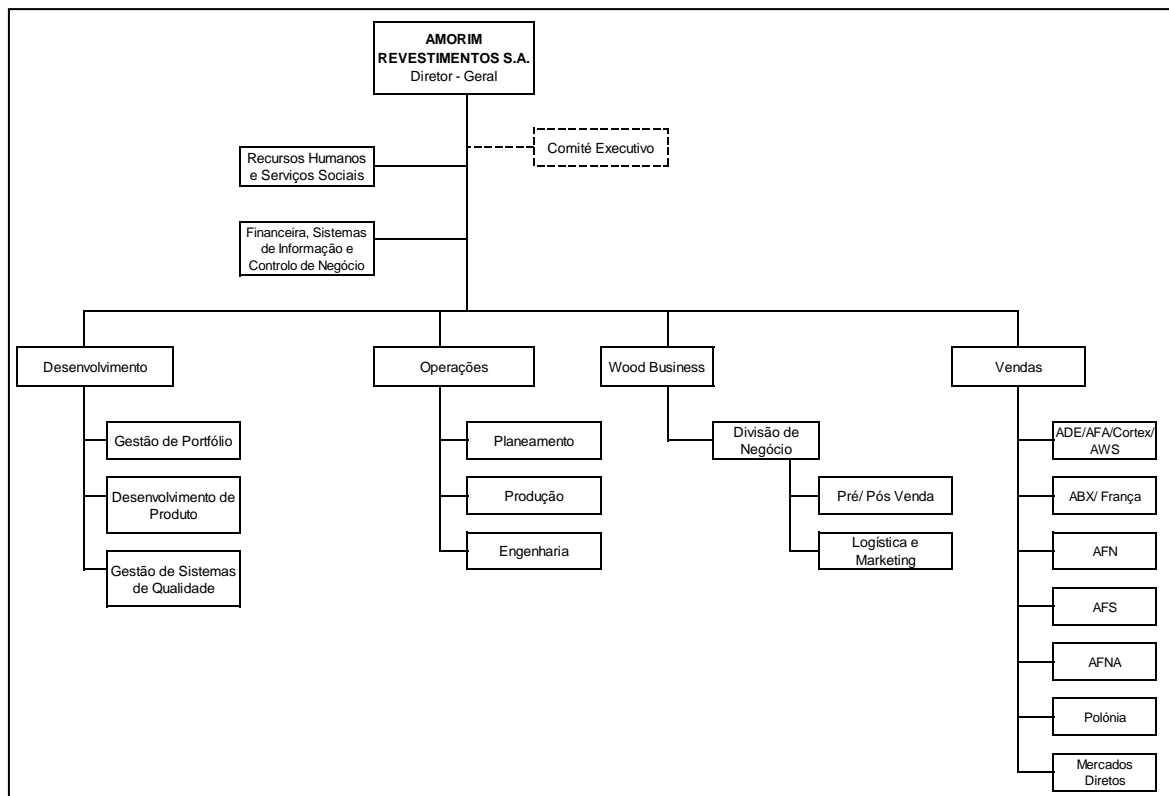 AMORIM
REVESTIMENTOS S.A.
Diretor - Geral
Comité Executivo
Recursos Humanos
e Serviços Sociais
Financeira, Sistemas
de Informação e
Controlo de Negócio
Desenvolvimento
Operações
Wood Business
Vendas
Gestão de Portfólio
Desenvolvimento de
Produto
Gestão de Sistemas
de Qualidade
Planeamento
Produção
Engenharia
Divisão de
Negócio
Pré/ Pós Venda
Logística e
Marketing
ADE/AFA/Cortex/
AWS
ABX/ França
AFN
AFS
AFNA
Polónia
Mercados
Diretos